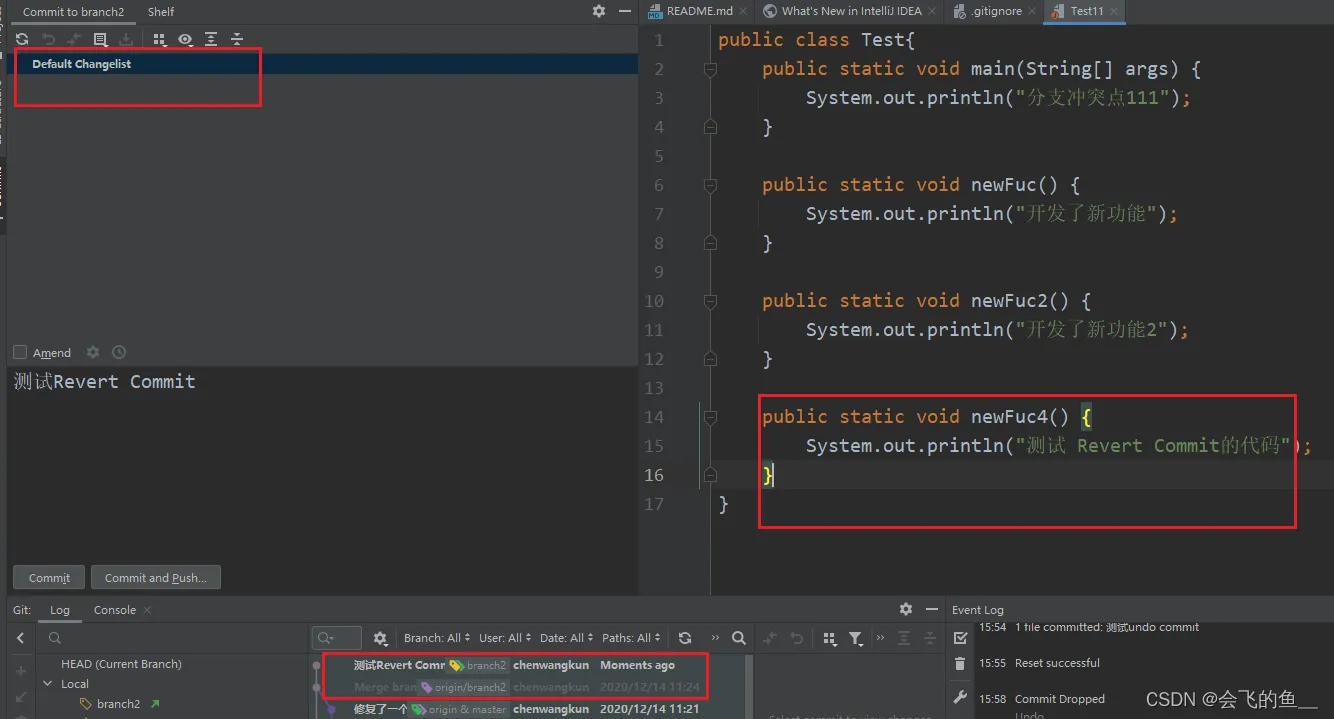 Commit to branch2 Shelf
README.md What's New in IntelliJ IDEA .gitignore Test11
Default Changelist
1 public class Test{
2 public static void main(String[] args) {
3 System.out.println("分支冲突点111");
4 }
5
6 public static void newFuc() {
7 System.out.println("开发了新功能");
8 }
9
10 public static void newFuc2() {
11 System.out.println("开发了新功能2");
12 }
13
14 public static void newFuc4() {
15 System.out.println("测试 Revert Commit的代码");
16 }
17 }
Amend
测试Revert Commit
Commit Commit and Push...
Git: Log Console
Branch: All User: All Date: All Paths: All
HEAD (Current Branch)
Local
branch2
测试Revert Comm branch2 chenwangkun Moments ago
Merge bran origin/branch2 chenwangkun 2020/12/14 11:24
修复了一个 origin & master chenwangkun 2020/12/14 11:21
Event Log
15:54 1 file committed: 测试undo commit
15:55 Reset successful
15:58 Commit Dropped
Undo
CSDN @会飞的鱼__